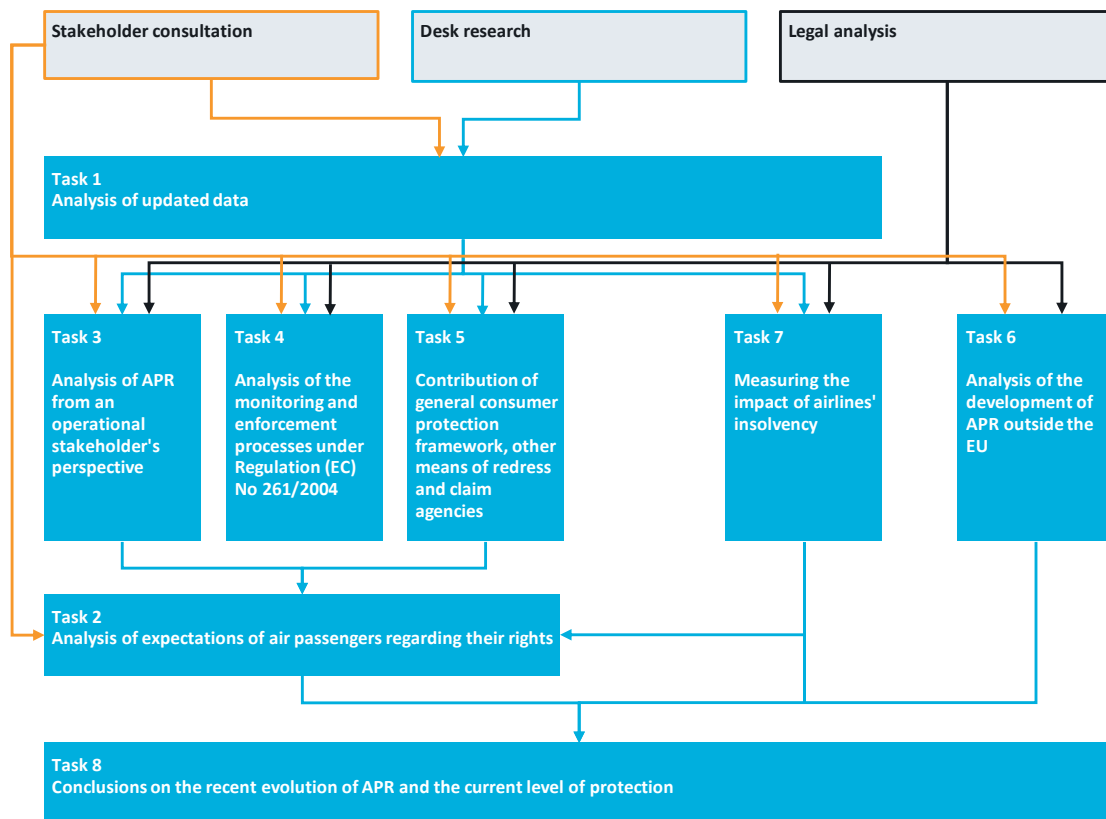 Stakeholder consultation
Desk research
Legal analysis
Task 1
Analysis of updated data
Task 3
Analysis of APR
from an
operational
stakeholder's
perspective
Task 4
Analysis of the
monitoring and
enforcement
processes under
Regulation (EC)
No 261/2004
Task 5
Contribution of
general consumer
protection
framework, other
means of redress
and claim
agencies
Task 7
Measuring the
impact of airlines'
insolvency
Task 6
Analysis of the
development of
APR outside the
EU
Task 2
Analysis of expectations of air passengers regarding their rights
Task 8
Conclusions on the recent evolution of APR and the current level of protection